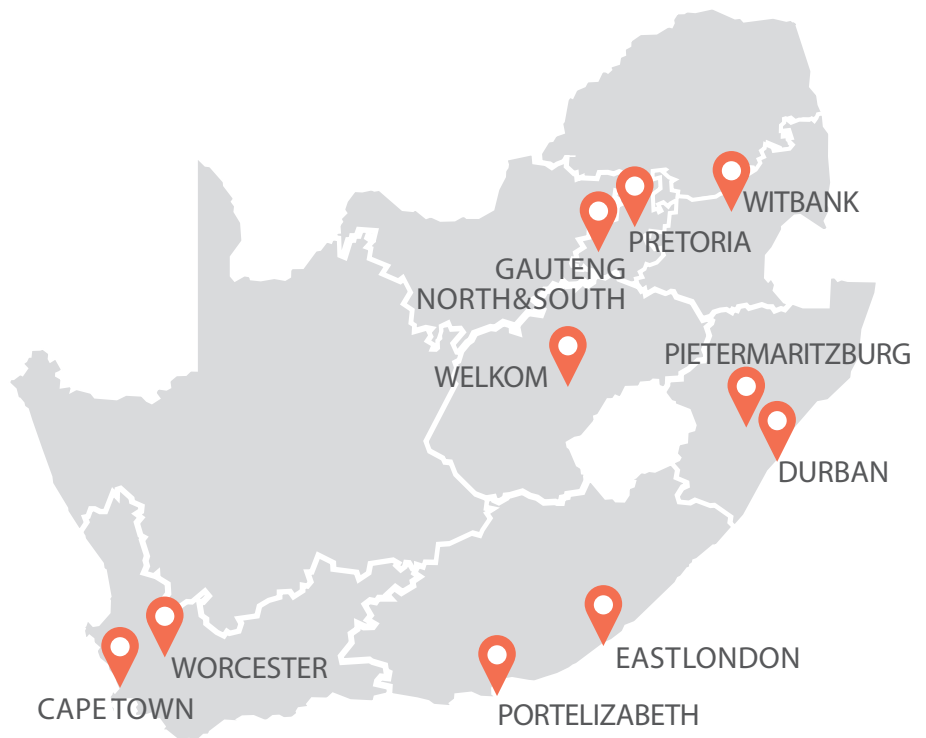 WITBANK
PRETORIA
GAUTENG
NORTH&SOUTH
PIETERMARITZBURG
WELKOM
DURBAN
EASTLONDON
WORCESTER
CAPE TOWN
PORTELIZABETH